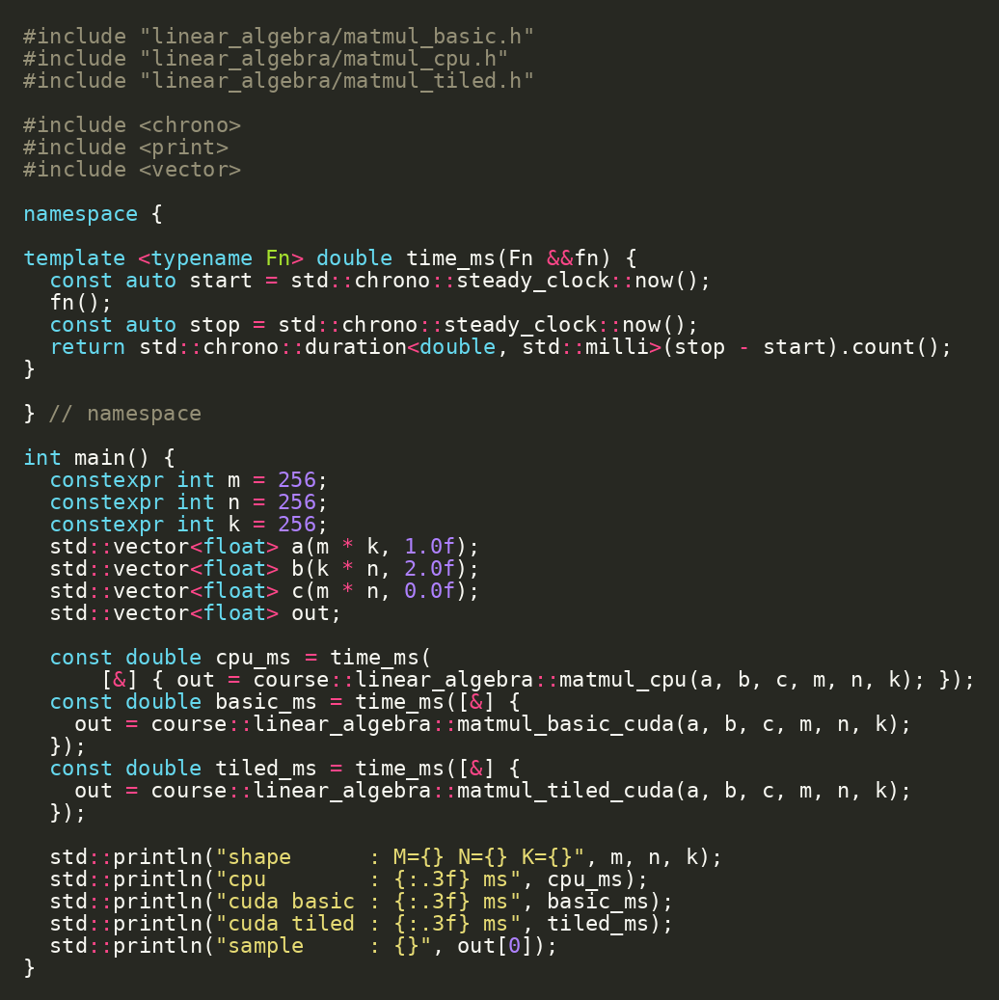 #include "linear_algebra/matmul_basic.h"
#include "linear_algebra/matmul_cpu.h"
#include "linear_algebra/matmul_tiled.h"

#include <chrono>
#include <print>
#include <vector>

namespace {

template <typename Fn> double time_ms(Fn &&fn) {
  const auto start = std::chrono::steady_clock::now();
  fn();
  const auto stop = std::chrono::steady_clock::now();
  return std::chrono::duration<double, std::milli>(stop - start).count();
}

} // namespace

int main() {
  constexpr int m = 256;
  constexpr int n = 256;
  constexpr int k = 256;
  std::vector<float> a(m * k, 1.0f);
  std::vector<float> b(k * n, 2.0f);
  std::vector<float> c(m * n, 0.0f);
  std::vector<float> out;

  const double cpu_ms = time_ms(
      [&] { out = course::linear_algebra::matmul_cpu(a, b, c, m, n, k); });
  const double basic_ms = time_ms([&] {
    out = course::linear_algebra::matmul_basic_cuda(a, b, c, m, n, k);
  });
  const double tiled_ms = time_ms([&] {
    out = course::linear_algebra::matmul_tiled_cuda(a, b, c, m, n, k);
  });

  std::println("shape      : M={} N={} K={}", m, n, k);
  std::println("cpu        : {:.3f} ms", cpu_ms);
  std::println("cuda basic : {:.3f} ms", basic_ms);
  std::println("cuda tiled : {:.3f} ms", tiled_ms);
  std::println("sample     : {}", out[0]);
}